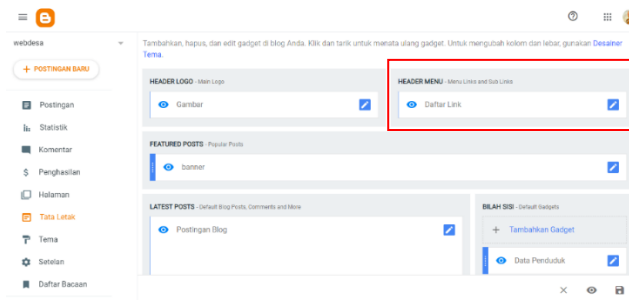 webdesa
+ POSTINGAN BARU
Postingan
Statistik
Komentar
$ Penghasilan
Halaman
Tata Letak
Tema
Setelan
Daftar Bacaan
Tambahkan, hapus, dan edit gadget di blog Anda. Klik dan tarik untuk menata ulang gadget. Untuk mengubah kolom dan lebar, gunakan Desainer
Tema.
HEADER LOGO - Main Logo
Gambar
HEADER MENU - Menu Links and Sub Links
Daftar Link
FEATURED POSTS - Popular Posts
banner
LATEST POSTS - Default Blog Posts, Comments and More
Postingan Blog
BILAH SISI - Default Gadgets
+ Tambahkan Gadget
Data Penduduk